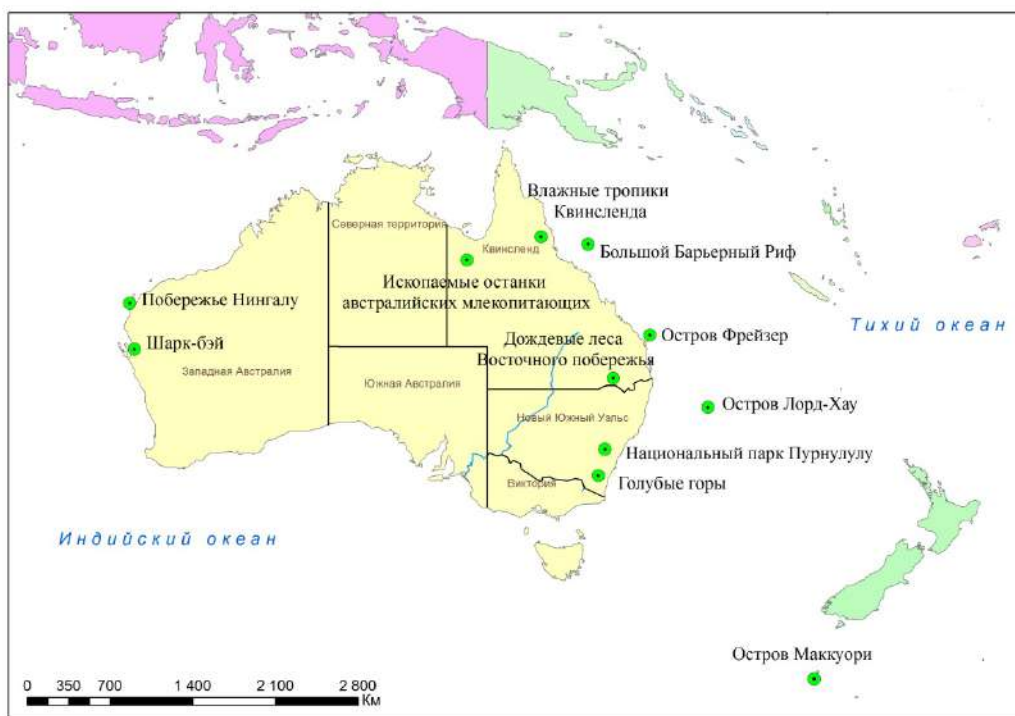 Влажные тропики
Квинсленда
Северная территория
Квинсленд
Большой Барьерный Риф
Ископаемые останки
австралийских млекопитающих
Побережье Нингалу
Тихий океан
Дождевые леса
Восточного побережья
Остров Фрейзер
Шарк-бэй
Западная Австралия
Южная Австралия
Остров Лорд-Хау
Новый Южный Уэльс
Национальный парк Пурнулулу
Виктория
Голубые горы
Индийский океан
Остров Маккуори
0 350 700 1 400 2 100 2 800
Км